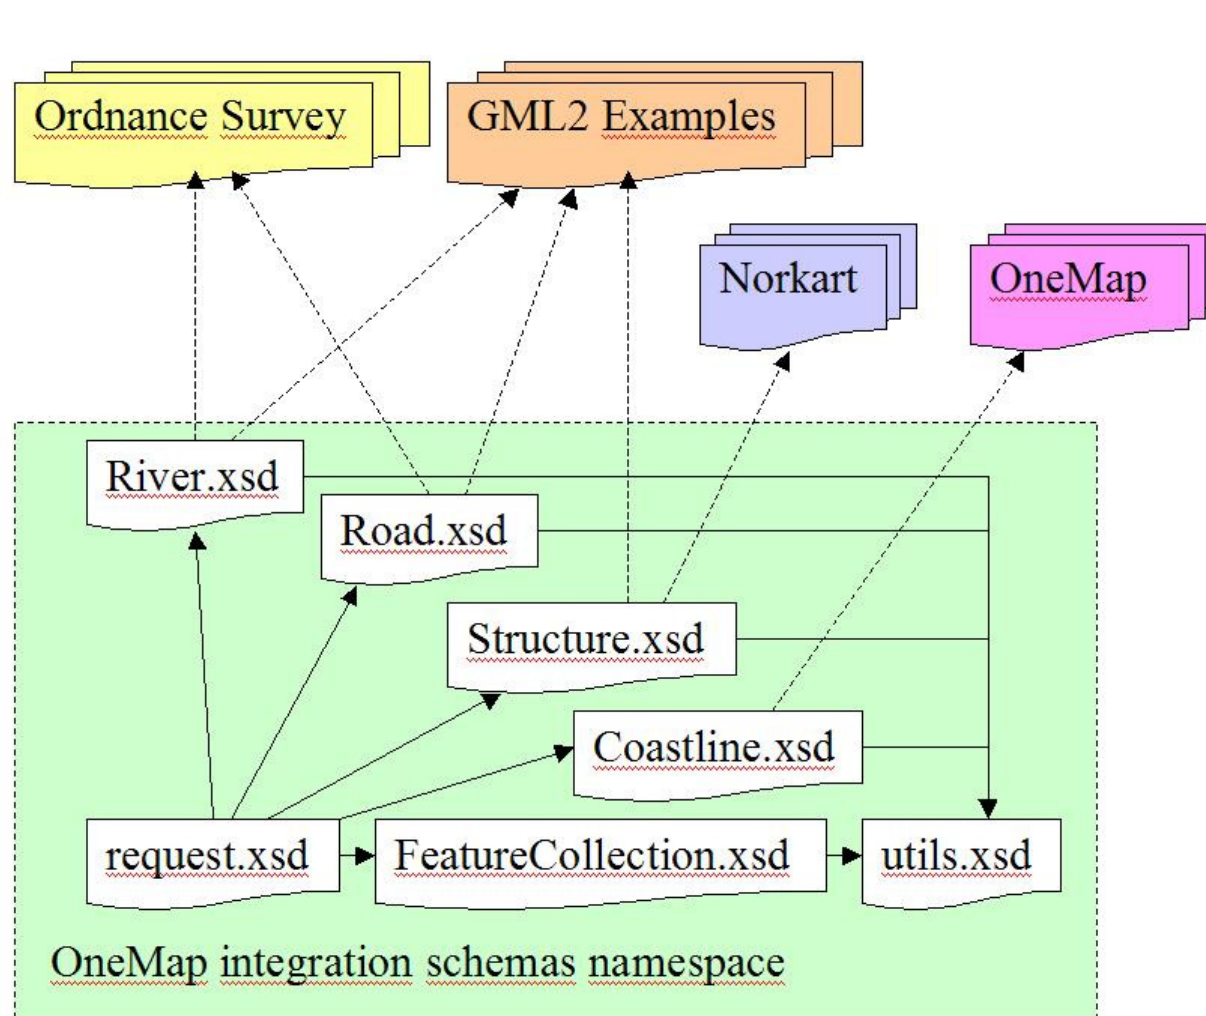 Ordnance Survey
GML2 Examples
Norkart
OneMap
River.xsd
Road.xsd
Structure.xsd
Coastline.xsd
request.xsd
FeatureCollection.xsd
utils.xsd
OneMap integration schemas namespace